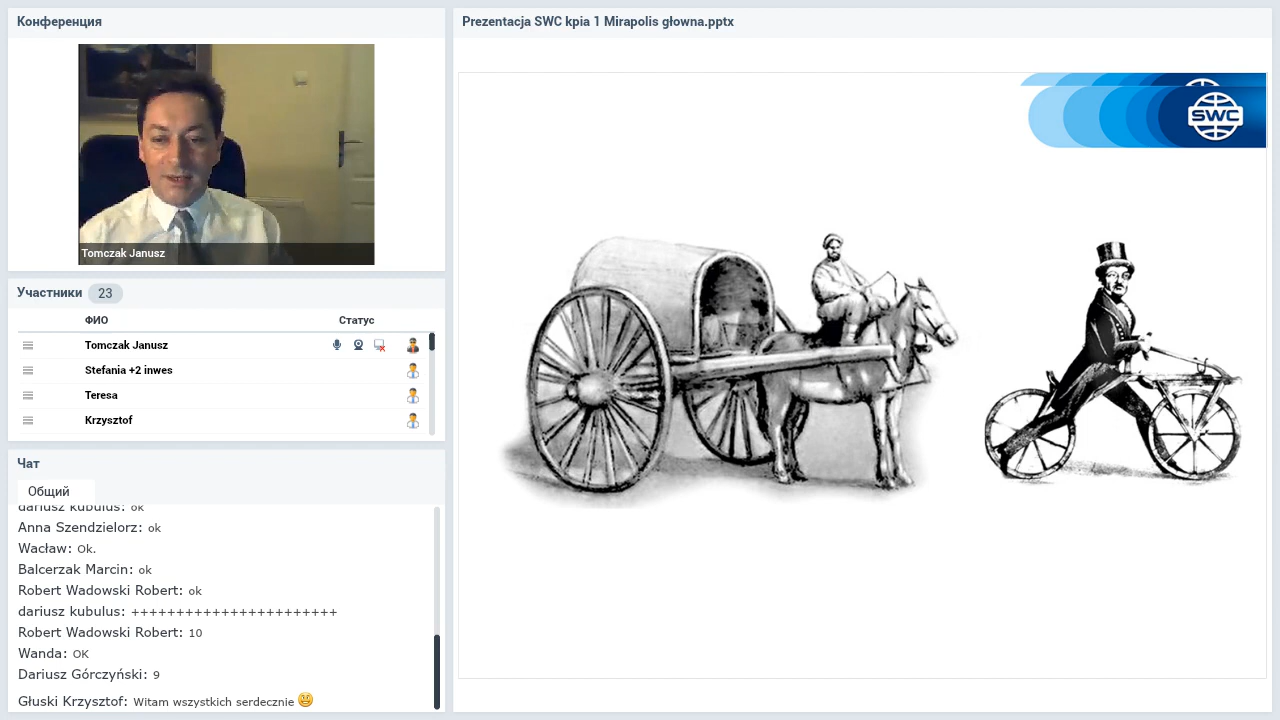 Конференция
Tomczak Janusz
Участники 23
ФИО Статус
Tomczak Janusz
Stefania +2 inwes
Teresa
Krzysztof
Чат
Общий
dariusz kubulus: ok
Anna Szendzielorz: ok
Wacław: Ok.
Balcerzak Marcin: ok
Robert Wadowski Robert: ok
dariusz kubulus: +++++++++++++++++++++++
Robert Wadowski Robert: 10
Wanda: OK
Dariusz Górczyński: 9
Głuski Krzysztof: Witam wszystkich serdecznie
Prezentacja SWC kpia 1 Mirapolis głowna.pptx
SWC